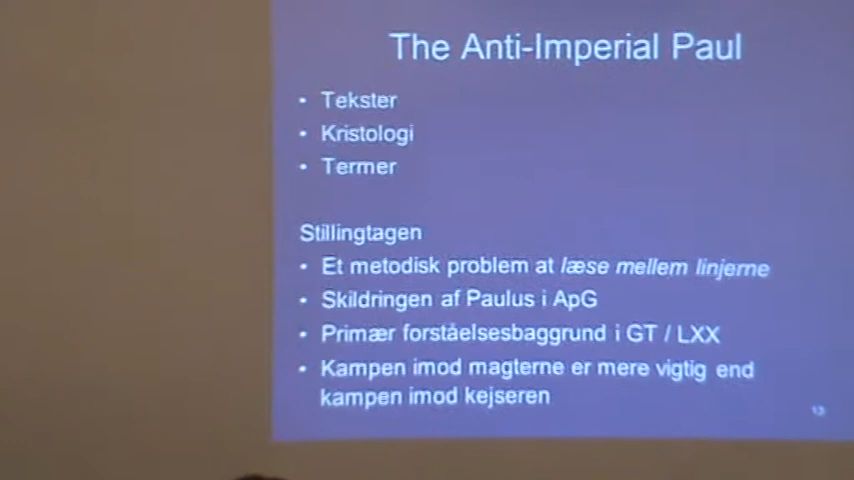 The Anti-Imperial Paul
• Tekster
• Kristologi
• Termer
Stillingtagen
• Et metodisk problem at læse mellem linjerne
• Skildringen af Paulus i ApG
• Primær forståelsesbaggrund i GT / LXX
• Kampen imod magterne er mere vigtig end
kampen imod kejseren
13